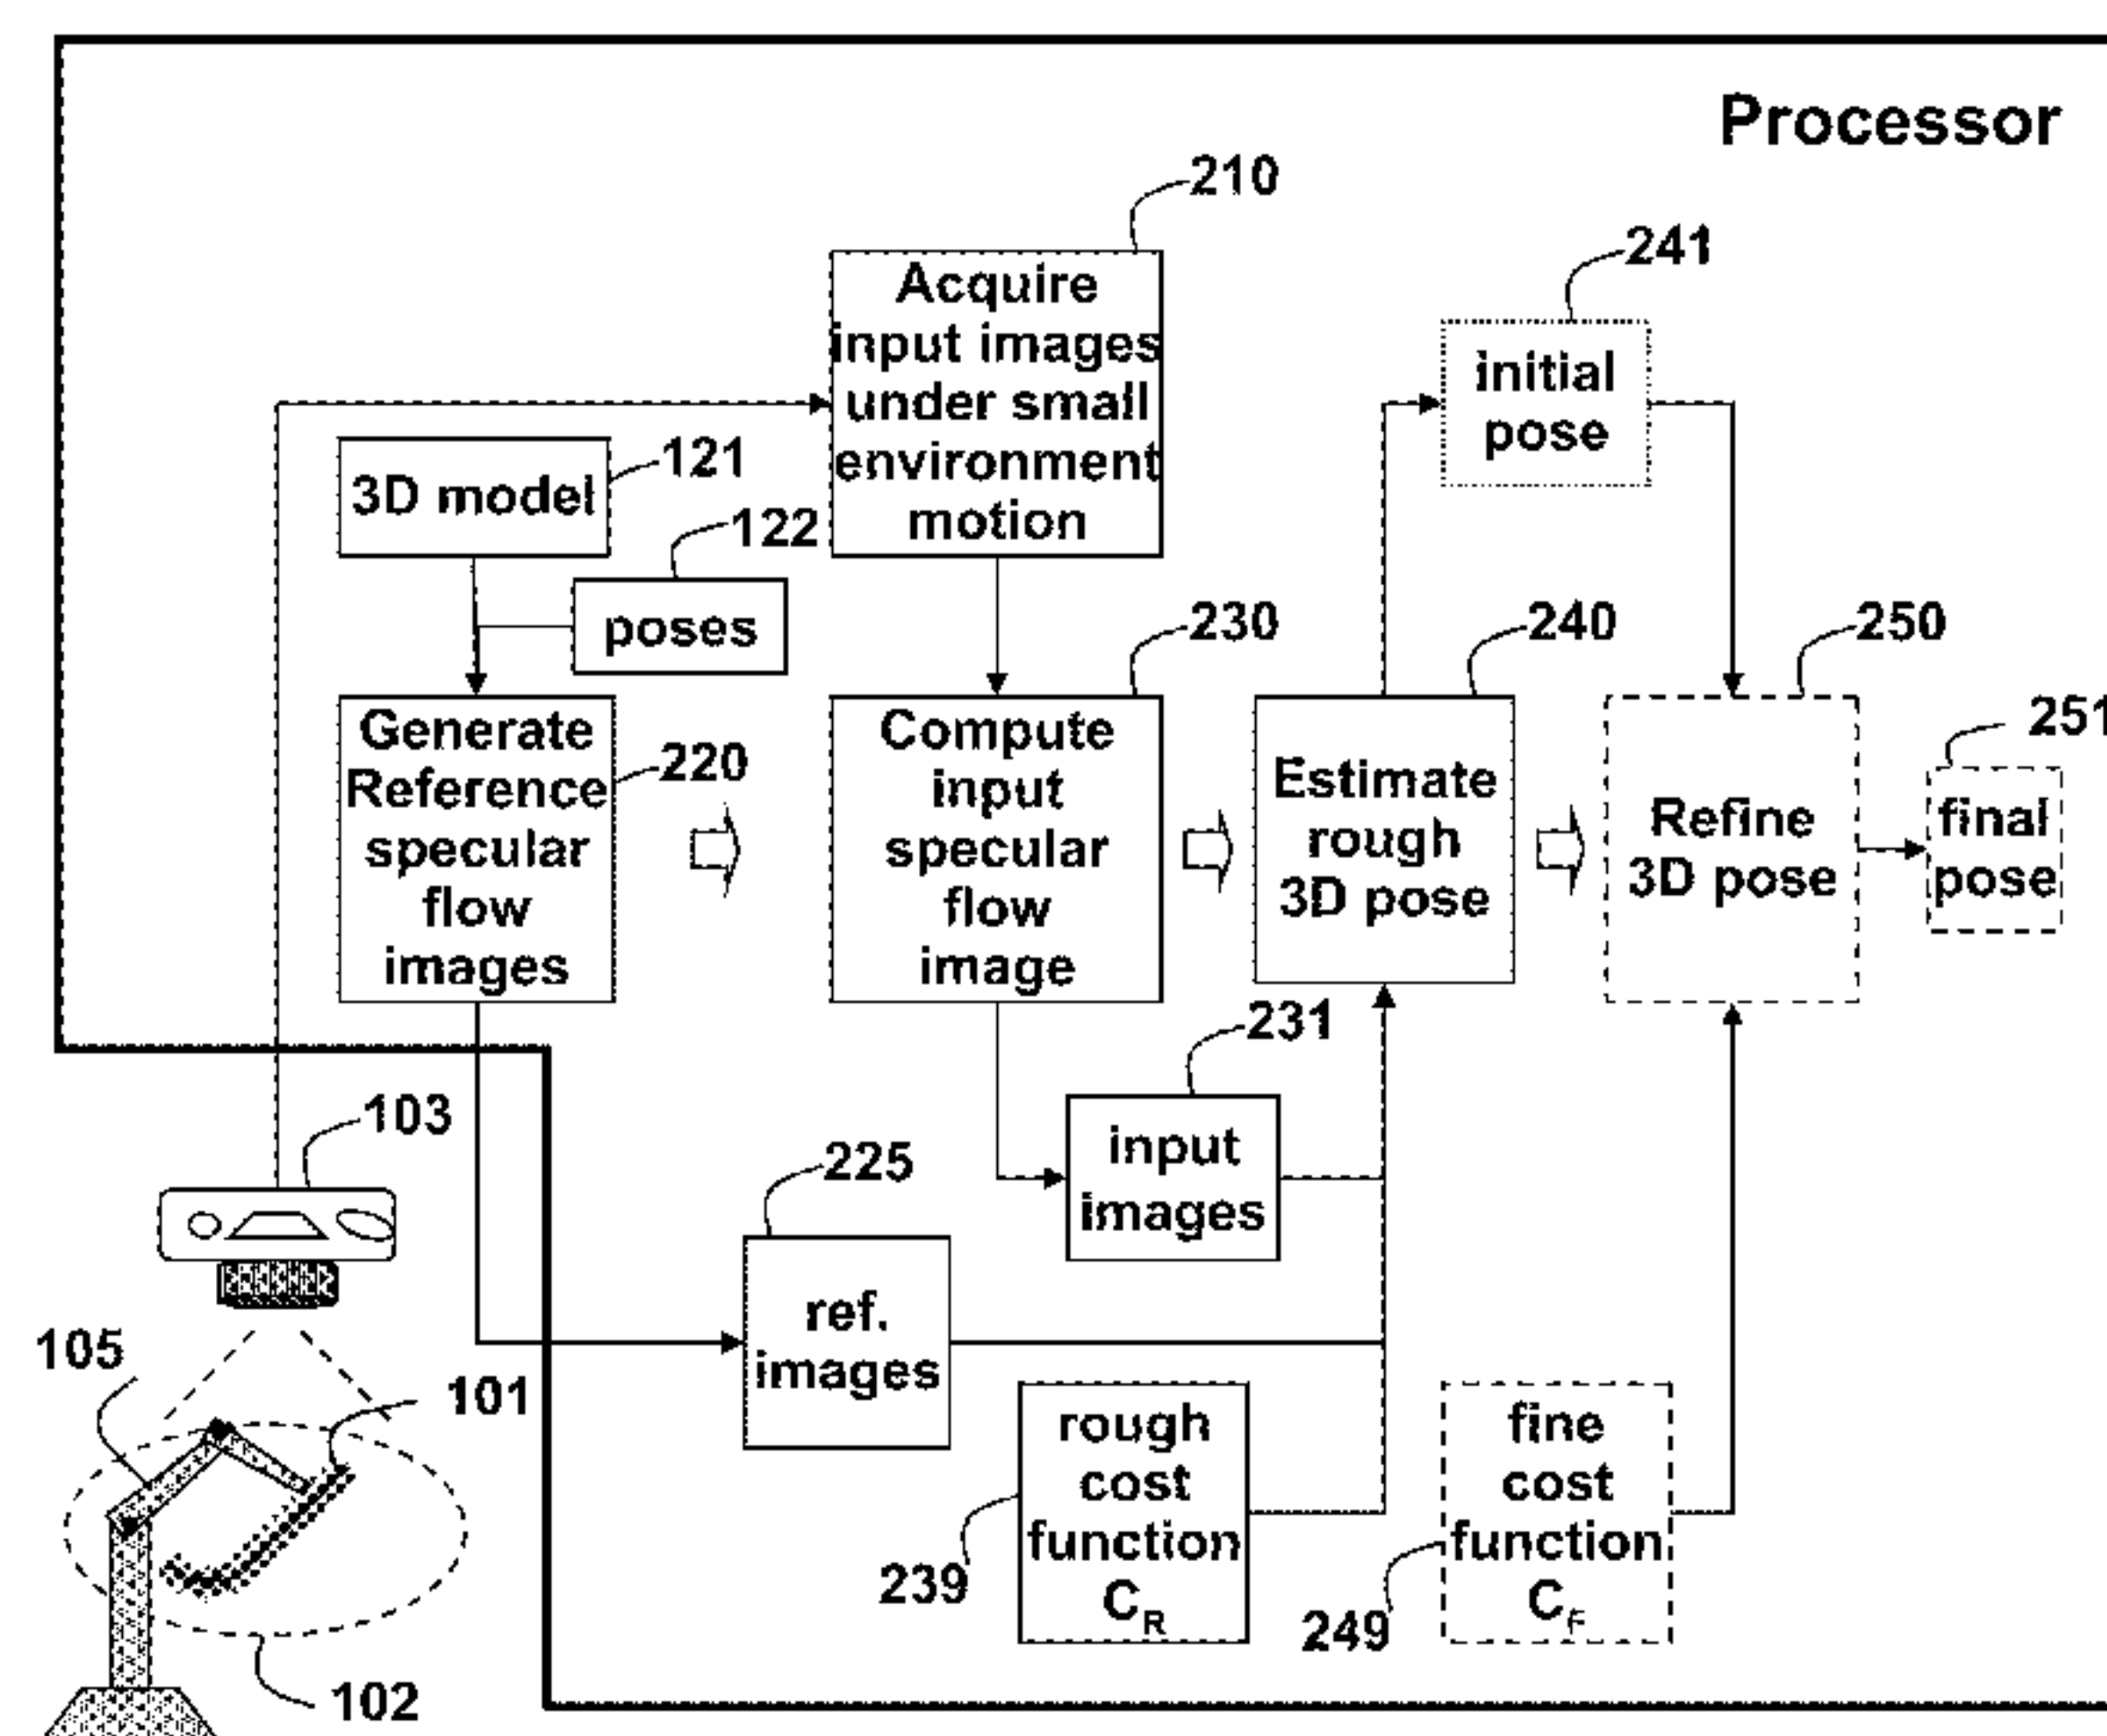 Processor
210
Acquire
input images
under small
environment
motion
241
initial
pose
3D model
121
poses
122
Generate
Reference
specular
flow
images
220
Compute
input
specular
flow
image
230
Estimate
rough
3D pose
240
Refine
3D pose
250
final
pose
251
input
images
231
103
ref.
images
225
rough
cost
function
CR
239
fine
cost
function
CF
249
105
101
102